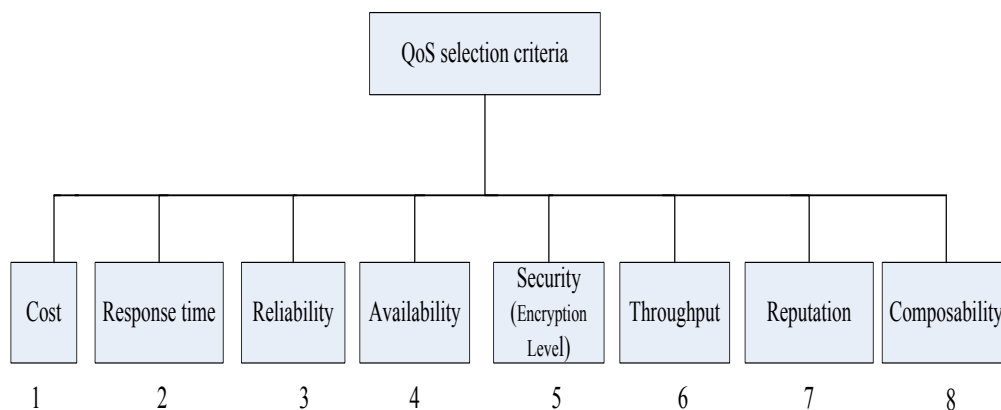 QoS selection criteria
Cost
Response time
Reliability
Availability
Security
(Encryption
Level)
Throughput
Reputation
Composability
1 2 3 4 5 6 7 8